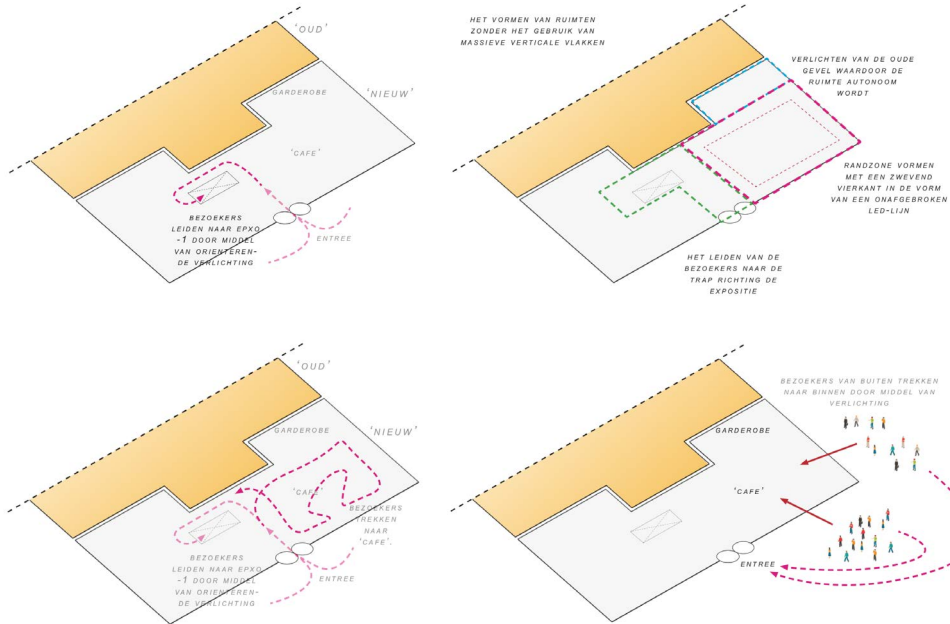 'OUD'
'NIEUW'
GARDEROBE
'CAFE'
BEZOEKERS
LEIDEN NAAR EPXO
-1 DOOR MIDDEL
VAN ORIENTEREN-
DE VERLICHTING
ENTREE
HET VORMEN VAN RUIMTEN
ZONDER HET GEBRUIK VAN
MASSIEVE VERTICALE VLAKKEN
VERLICHTEN VAN DE OUDE
GEVEL WAARDOOR DE
RUIMTE AUTONOOM
WORDT
RANDZONE VORMEN
MET EEN ZWEVEND
VIERKANT IN DE VORM
VAN EEN ONAFGEBROKEN
LED-LIJN
HET LEIDEN VAN DE
BEZOEKERS NAAR DE
TRAP RICHTING DE
EXPOSITIE
'OUD'
'NIEUW'
GARDEROBE
'CAFE'
BEZOEKERS
TREKKEN
NAAR
'CAFE'.
BEZOEKERS
LEIDEN NAAR EPXO
-1 DOOR MIDDEL
VAN ORIENTEREN-
DE VERLICHTING
ENTREE
BEZOEKERS VAN BUITEN TREKKEN
NAAR BINNEN DOOR MIDDEL VAN
VERLICHTING
GARDEROBE
'CAFE'
ENTREE